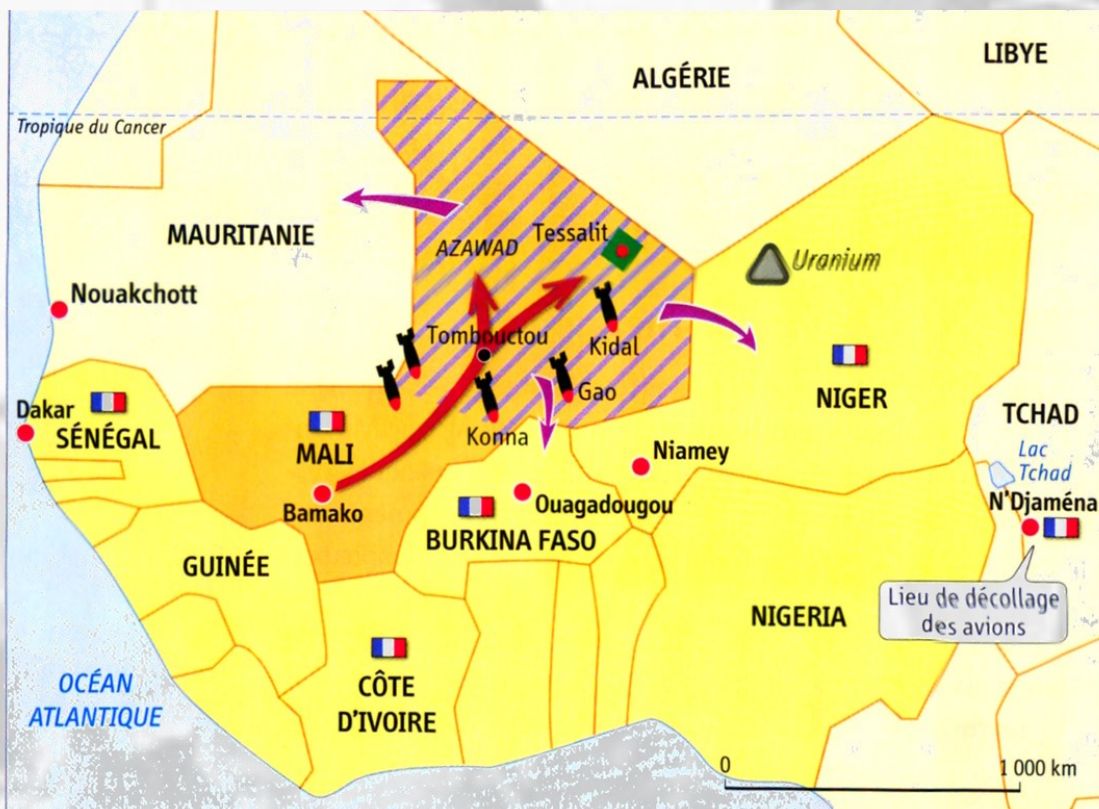 LIBYE
ALGÉRIE
Tropique du Cancer
MAURITANIE
AZAWAD
Tessalit
Uranium
Nouakchott
Tombouctou
Kidal
Gao
NIGER
Dakar
SÉNÉGAL
MALI
Konna
TCHAD
Lac
Tchad
Niamey
Bamako
Ouagadougou
N'Djaména
BURKINA FASO
GUINÉE
Lieu de décollage
des avions
NIGERIA
CÔTE
D'IVOIRE
OCÉAN
ATLANTIQUE
0
1 000 km